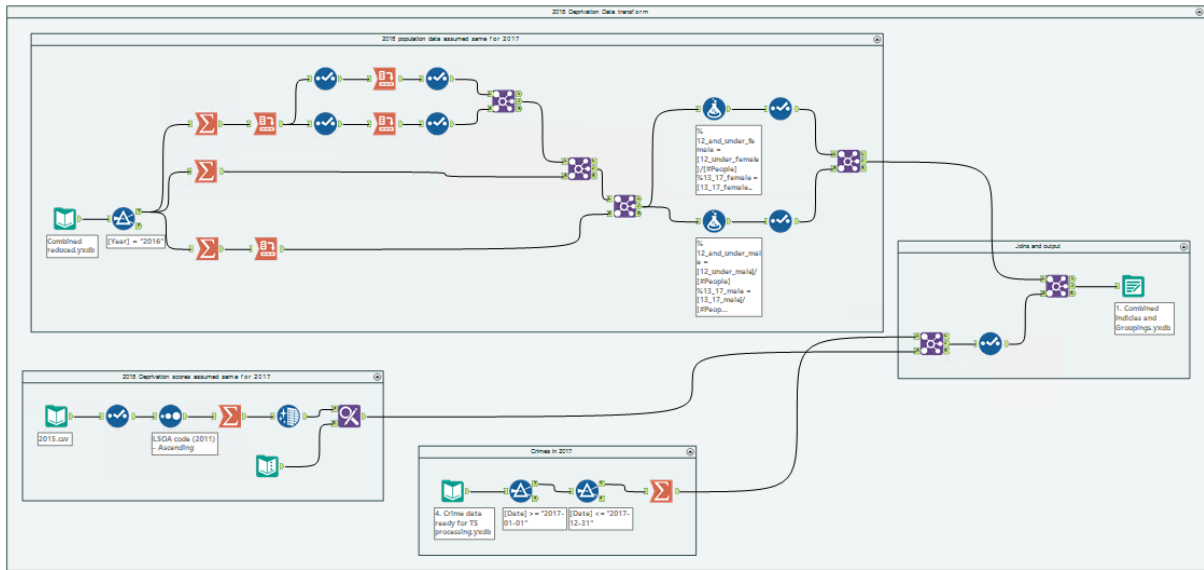 2015 Deprivation Data transform
2016 population data assumed same for 2017
Combined
reduced.yxdb
[Year] = "2016"
%
12_and_under_fe
male =
[12_under_female
]/[#People]
%13_17_female =
[13_17_female...
%
12_and_under_mal
e =
[12_under_male]/
[#People]
%13_17_male =
[13_17_male]/
[#Peop...
Joins and output
1. Combined
Indicies and
Groupings.yxdb
2015 Deprivation scores assumed same for 2017
2015.csv
LSOA code (2011)
- Ascending
Crimes in 2017
4. Crime data
ready for TS
processing.yxdb
[Date] >= "2017-
01-01"
[Date] <= "2017-
12-31"